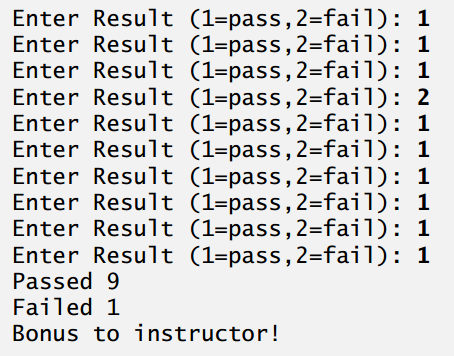 Enter Result (1=pass,2=fail): 1
Enter Result (1=pass,2=fail): 1
Enter Result (1=pass,2=fail): 1
Enter Result (1=pass,2=fail): 2
Enter Result (1=pass,2=fail): 1
Enter Result (1=pass,2=fail): 1
Enter Result (1=pass,2=fail): 1
Enter Result (1=pass,2=fail): 1
Enter Result (1=pass,2=fail): 1
Enter Result (1=pass,2=fail): 1
Passed 9
Failed 1
Bonus to instructor!